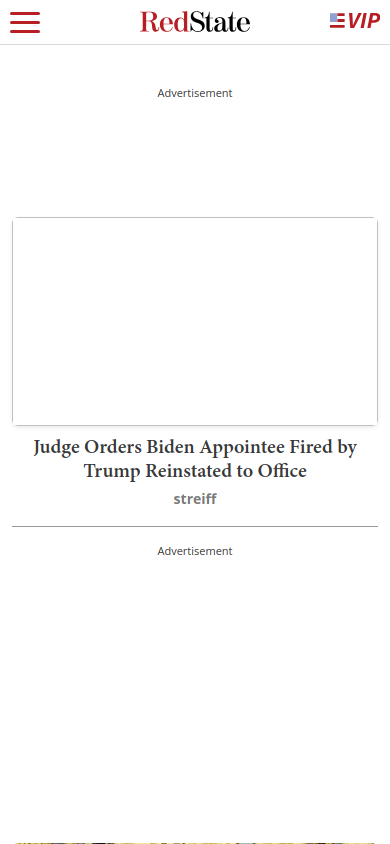 RedState
VIP
Advertisement
Judge Orders Biden Appointee Fired by
Trump Reinstated to Office
streiff
Advertisement